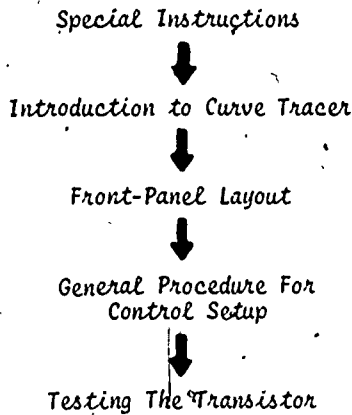 Special Instructions
Introduction to Curve Tracer
Front-Panel Layout
General Procedure For
Control Setup
Testing The Transistor